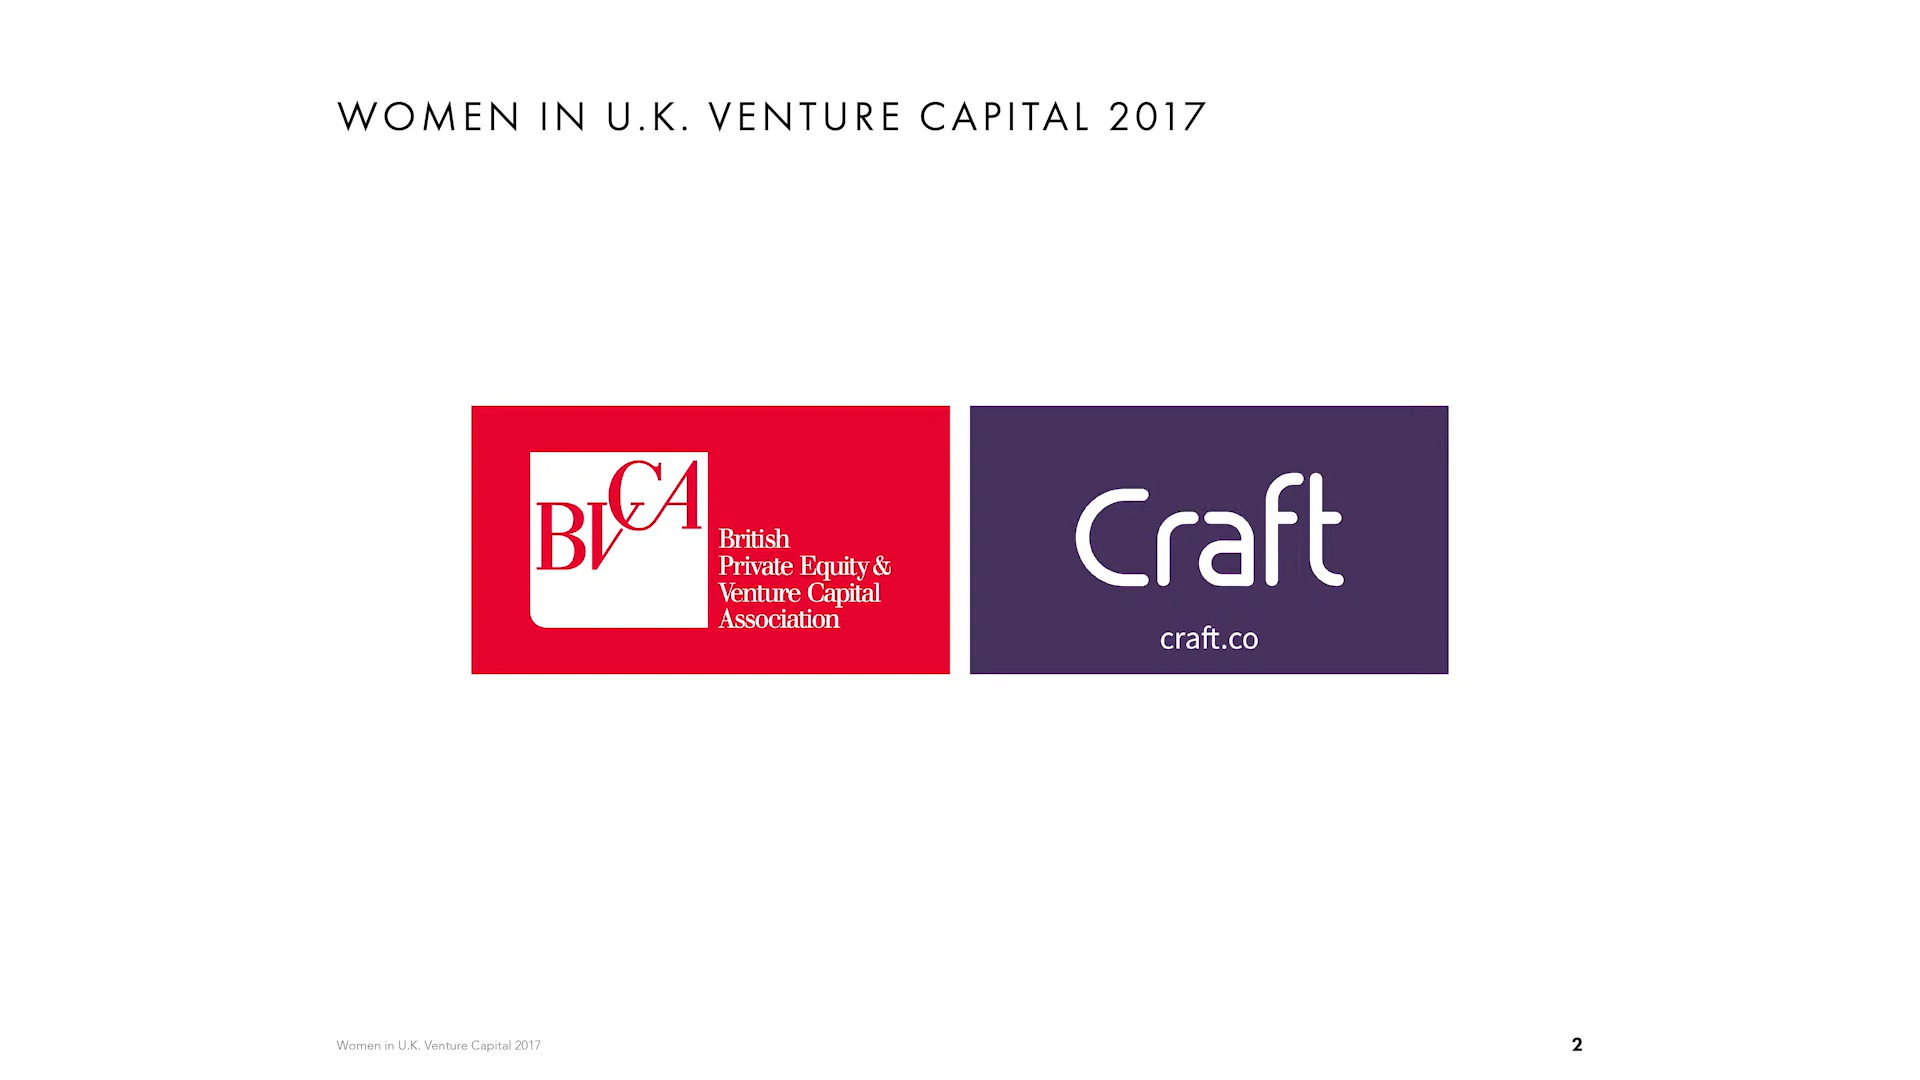 WOMEN IN U.K. VENTURE CAPITAL 2017
BVCA
British
Private Equity &
Venture Capital
Association
Craft
craft.co
Women in U.K. Venture Capital 2017
2